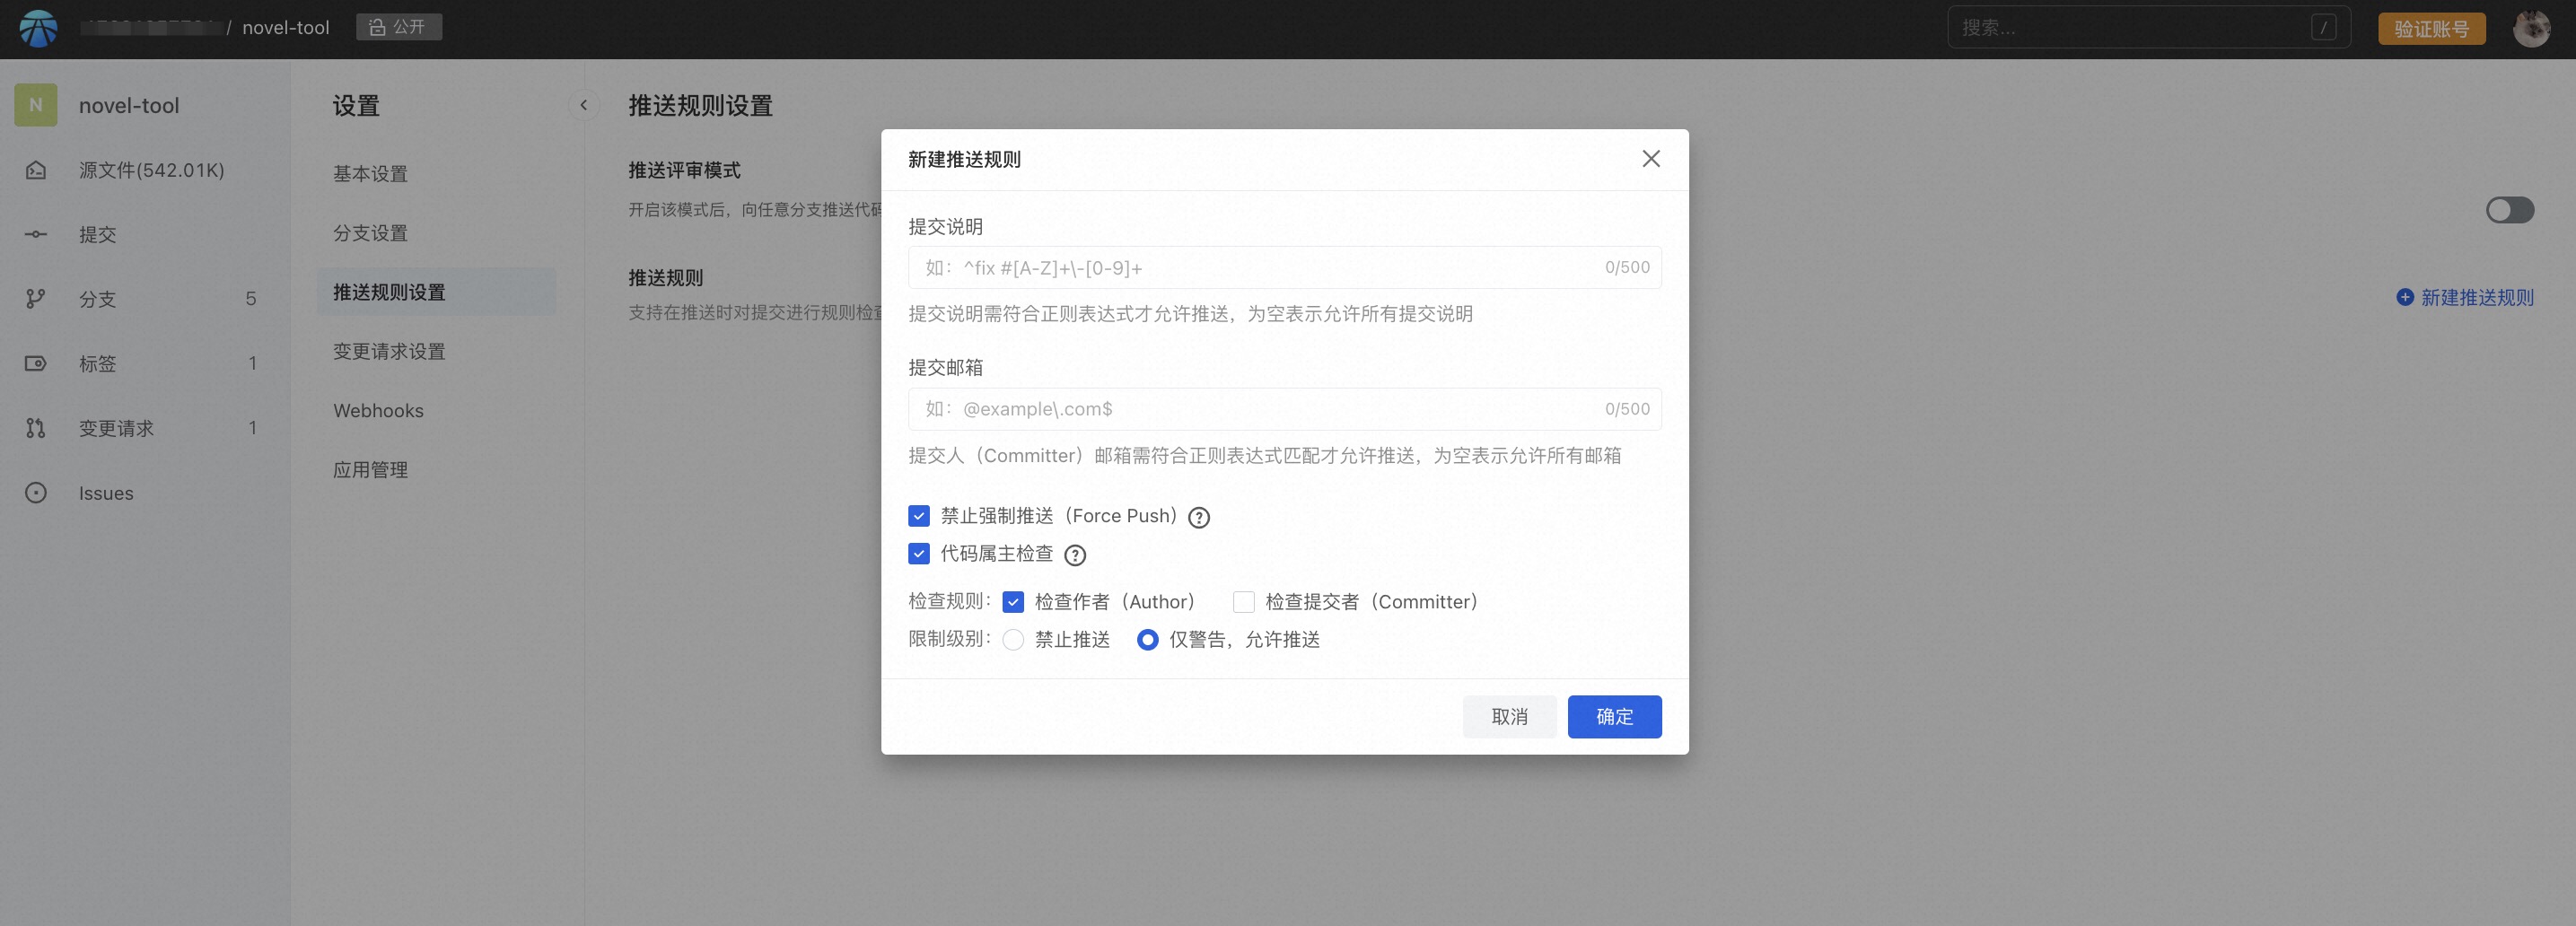 / novel-tool
公开
搜索...
/
验证账号
N
novel-tool
源文件(542.01K)
提交
分支 5
标签 1
变更请求 1
Issues
设置
基本设置
分支设置
推送规则设置
变更请求设置
Webhooks
应用管理
推送规则设置
推送评审模式
开启该模式后，向任意分支推送代码
推送规则
支持在推送时对提交进行规则检查
新建推送规则
新建推送规则
提交说明
如：^fix #[A-Z]+\-[0-9]+ 0/500
提交说明需符合正则表达式才允许推送，为空表示允许所有提交说明
提交邮箱
如：@example\.com$ 0/500
提交人（Committer）邮箱需符合正则表达式匹配才允许推送，为空表示允许所有邮箱
禁止强制推送（Force Push） ?
代码属主检查 ?
检查规则： 检查作者（Author） 检查提交者（Committer）
限制级别： 禁止推送 仅警告，允许推送
取消 确定